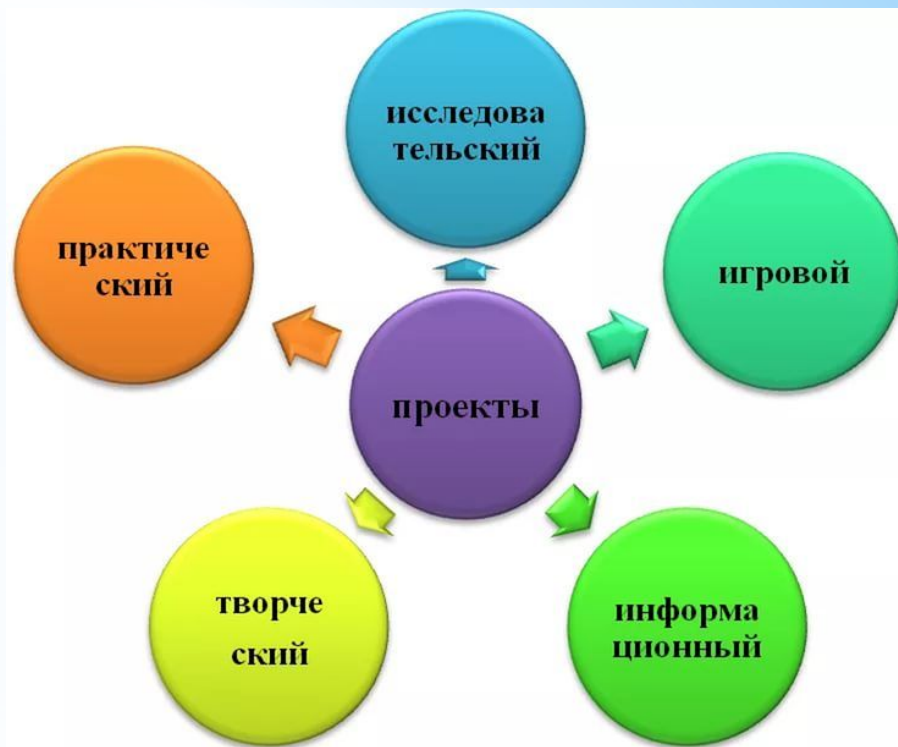 исследова
тельский
практиче
ский
игровой
проекты
творче
ский
информа
ционный